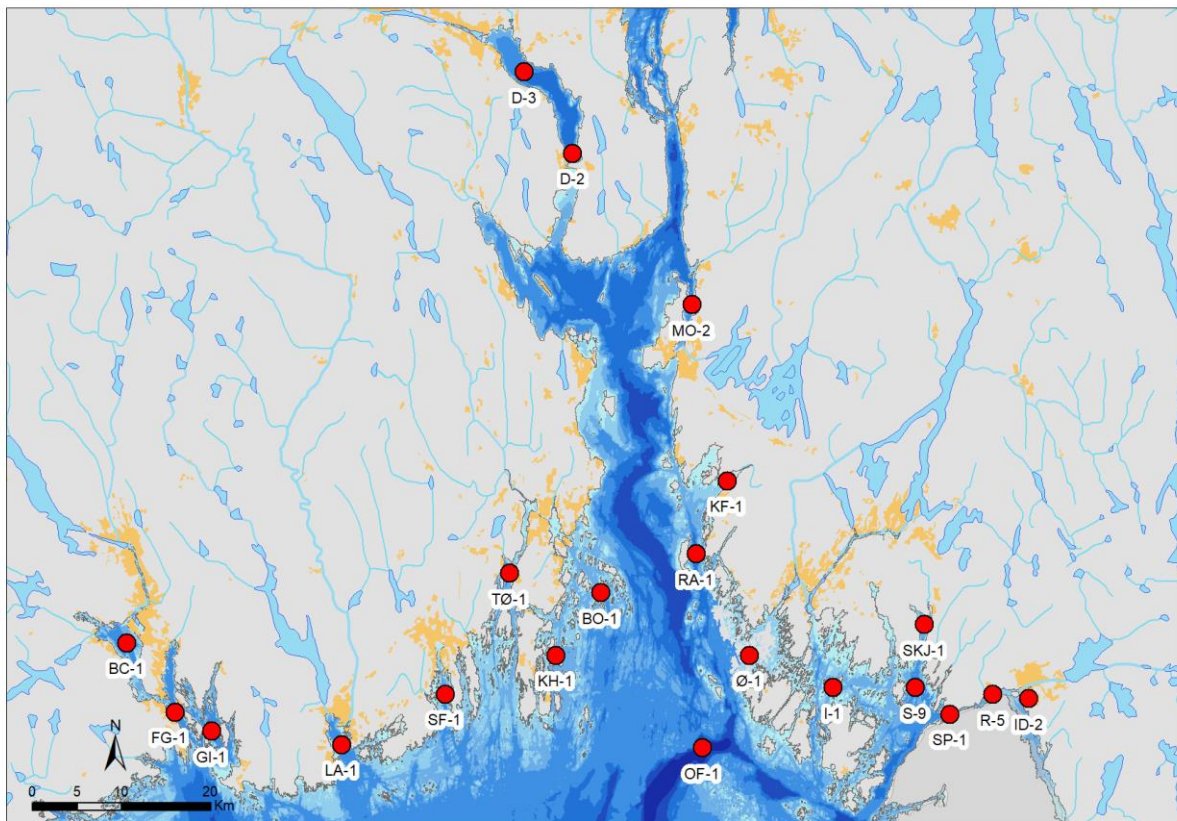 D-3
D-2
MO-2
KF-1
RA-1
TØ-1
BO-1
SKJ-1
BC-1
KH-1
Ø-1
I-1
S-9
SF-1
R-5
ID-2
FG-1
SP-1
GI-1
LA-1
OF-1
N
0 5 10 20
Km